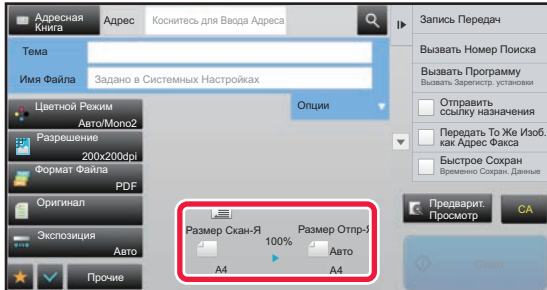 Адресная
Книга
Адрес
Коснитесь для Ввода Адреса
Тема
Имя Файла
Задано в Системных Настройках
Опции
Цветной Режим
Авто/Mono2
Разрешение
200x200dpi
Формат Файла
PDF
Оригинал
Экспозиция
Авто
Прочие
Размер Скан-Я
100%
Размер Отпр-Я
Авто
A4
A4
Запись Передач
Вызвать Номер Поиска
Вызвать Программу
Вызвать Зарегистр. установки
Отправить
ссылку назначения
Передать То Же Изоб.
как Адрес Факса
Быстрое Сохран
Временно Сохран. Данные
Предварит.
Просмотр
CA
Старт